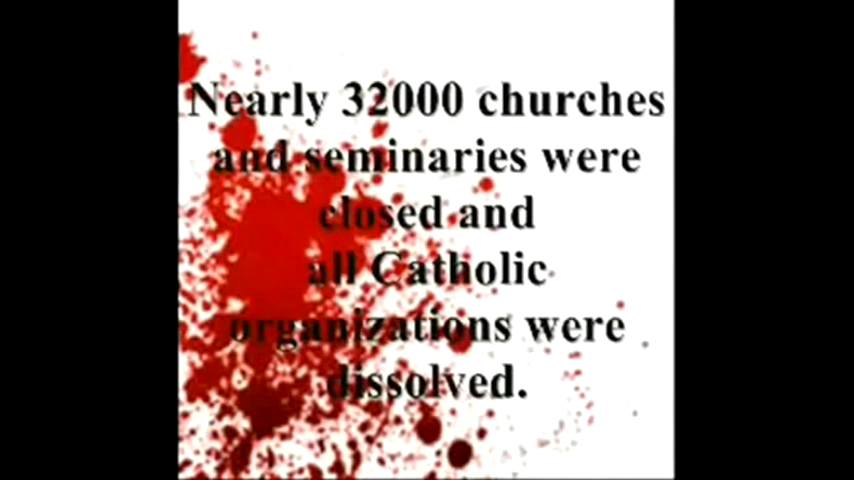 Nearly 32000 churches
and seminaries were
closed and
all Catholic
organizations were
dissolved.